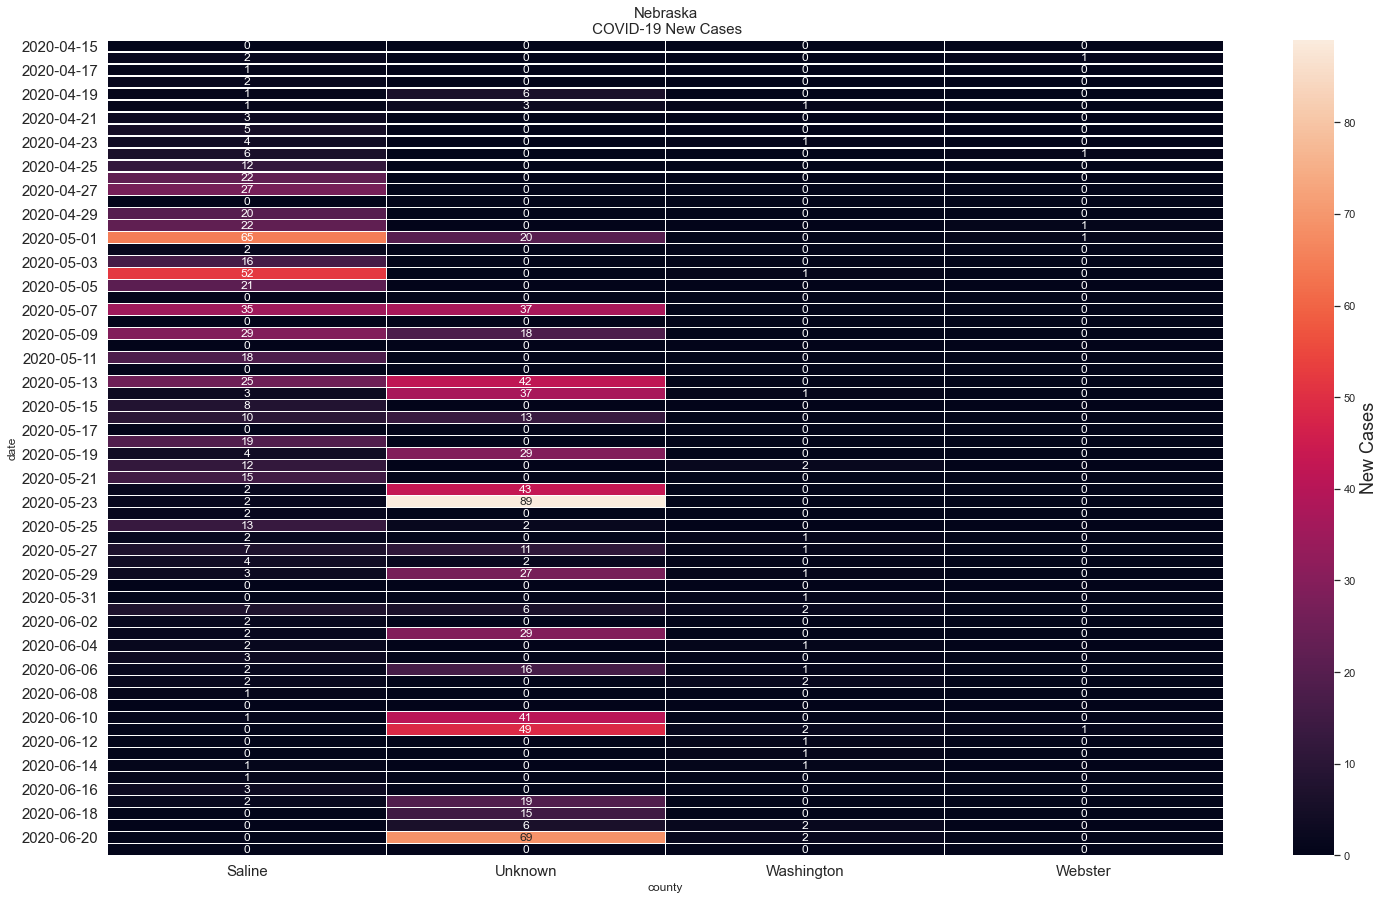 Nebraska
COVID-19 New Cases
2020-04-15 0 0 0 0
2 0 0 1
2020-04-17 1 0 0 0
2 0 0 0
2020-04-19 1 6 0 0
1 3 1 0
2020-04-21 3 0 0 0
5 0 0 0
2020-04-23 4 0 1 0
6 0 0 1
2020-04-25 12 0 0 0
22 0 0 0
2020-04-27 27 0 0 0
0 0 0 0
2020-04-29 20 0 0 0
22 0 0 1
2020-05-01 65 20 0 1
2 0 0 0
2020-05-03 16 0 0 0
52 0 1 0
2020-05-05 21 0 0 0
0 0 0 0
2020-05-07 35 37 0 0
0 0 0 0
2020-05-09 29 18 0 0
0 0 0 0
2020-05-11 18 0 0 0
0 0 0 0
2020-05-13 25 42 0 0
3 37 1 0
2020-05-15 8 0 0 0
10 13 0 0
2020-05-17 0 0 0 0
19 0 0 0
2020-05-19 4 29 0 0
12 0 2 0
2020-05-21 15 0 0 0
2 43 0 0
2020-05-23 2 89 0 0
2 0 0 0
2020-05-25 13 2 0 0
2 0 1 0
2020-05-27 7 11 1 0
4 2 0 0
2020-05-29 3 27 1 0
0 0 0 0
2020-05-31 0 0 1 0
7 6 2 0
2020-06-02 2 0 0 0
2 29 0 0
2020-06-04 2 0 1 0
3 0 0 0
2020-06-06 2 16 1 0
2 0 2 0
2020-06-08 1 0 0 0
0 0 0 0
2020-06-10 1 41 0 0
0 49 2 1
2020-06-12 0 0 1 0
0 0 1 0
2020-06-14 1 0 1 0
1 0 0 0
2020-06-16 3 0 0 0
2 19 0 0
2020-06-18 0 15 0 0
0 6 2 0
2020-06-20 0 69 2 0
0 0 0 0
Saline Unknown Washington Webster
county
date
80
70
60
50
40
30
20
10
0
New Cases